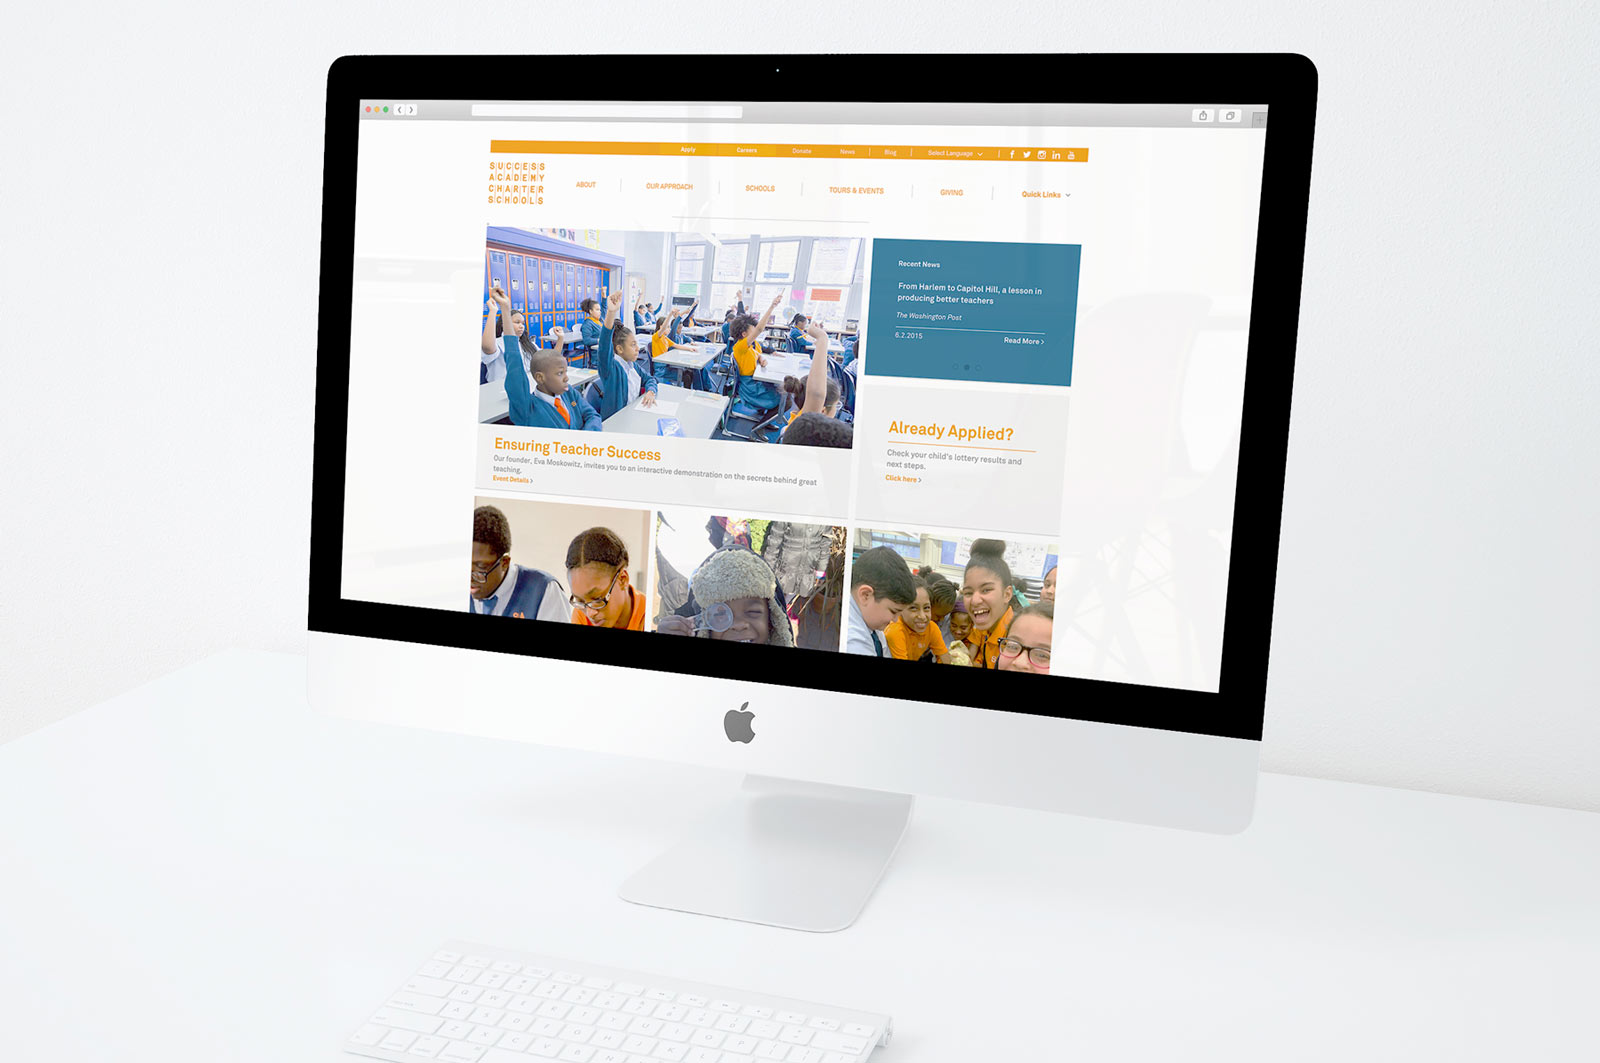 Apply
Careers
Donate
News
Blog
Select Language
SUCCESS
ACADEMY
CHARTER
SCHOOLS
ABOUT
OUR APPROACH
SCHOOLS
TOURS & EVENTS
GIVING
Quick Links
Recent News
From Harlem to Capitol Hill, a lesson in
producing better teachers
The Washington Post
6.2.2015
Read More >
Ensuring Teacher Success
Our founder, Eva Moskowitz, invites you to an interactive demonstration on the secrets behind great
teaching.
Event Details >
Already Applied?
Check your child's lottery results and
next steps.
Click here >